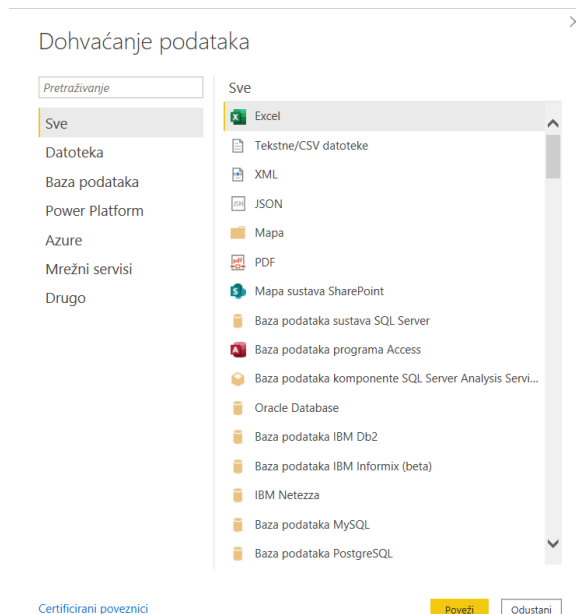 Dohvaćanje podataka
Pretraživanje
Sve
Datoteka
Baza podataka
Power Platform
Azure
Mrežni servisi
Drugo
Sve
Excel
Tekstne/CSV datoteke
XML
JSON
Mapa
PDF
Mapa sustava SharePoint
Baza podataka sustava SQL Server
Baza podataka programa Access
Baza podataka komponente SQL Server Analysis Servi...
Oracle Database
Baza podataka IBM Db2
Baza podataka IBM Informix (beta)
IBM Netezza
Baza podataka MySQL
Baza podataka PostgreSQL
Certificirani poveznici
Poveži
Odustani